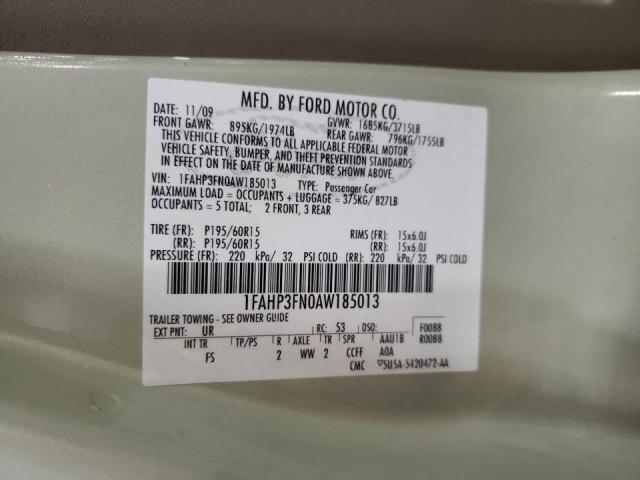 MFD. BY FORD MOTOR CO.
DATE: 11/09 GVWR: 1685KG/3715LB
FRONT GAWR: 895KG/1974LB REAR GAWR: 796KG/1755LB
THIS VEHICLE CONFORMS TO ALL APPLICABLE FEDERAL MOTOR
VEHICLE SAFETY, BUMPER, AND THEFT PREVENTION STANDARDS
IN EFFECT ON THE DATE OF MANUFACTURE SHOWN ABOVE.
VIN: 1FAHP3FN0AW185013 TYPE: Passenger Car
MAXIMUM LOAD = OCCUPANTS + LUGGAGE = 375KG/ 827LB
OCCUPANTS = 5 TOTAL; 2 FRONT, 3 REAR
TIRE (FR): P195/60R15 RIMS (FR): 15x6.0J
(RR): P195/60R15 (RR): 15x6.0J
PRESSURE (FR): 220 kPa/ 32 PSI COLD (RR): 220 kPa/ 32 PSI COLD
1FAHP3FN0AW185013
TRAILER TOWING - SEE OWNER GUIDE
EXT PNT: UR RC: 53 DSO: F0088
INT TR TP/PS R AXLE TR SPR AAU1B R0088
FS 2 WW 2 CCFF AOA
CMC 5U5A-5420472-AA